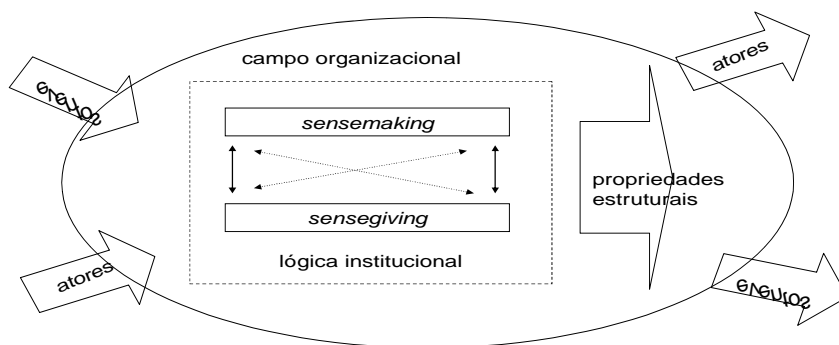 campo organizacional
atores
eventos
sensemaking
propriedades
estruturais
sensegiving
lógica institucional
atores
eventos